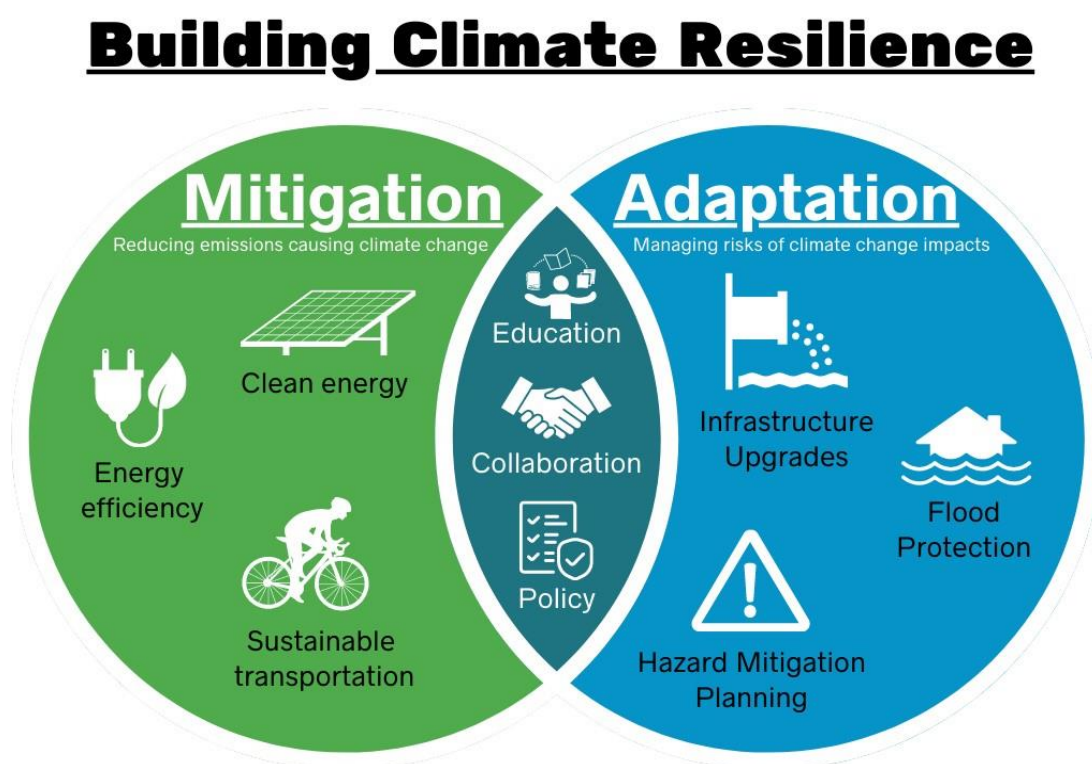 Building Climate Resilience
Mitigation
Reducing emissions causing climate change
Clean energy
Energy
efficiency
Sustainable
transportation
Education
Collaboration
Policy
Adaptation
Managing risks of climate change impacts
Infrastructure
Upgrades
Flood
Protection
Hazard Mitigation
Planning